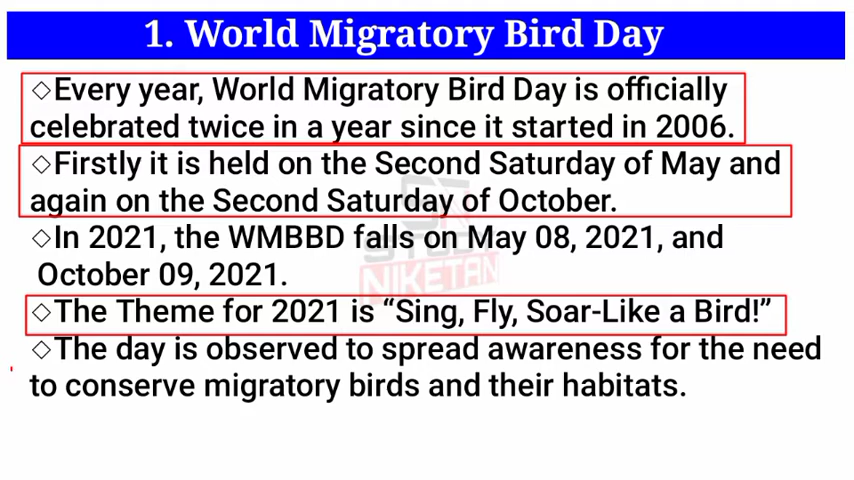 1. World Migratory Bird Day
◇Every year, World Migratory Bird Day is officially
celebrated twice in a year since it started in 2006.
◇Firstly it is held on the Second Saturday of May and
again on the Second Saturday of October.
◇In 2021, the WMBBD falls on May 08, 2021, and
October 09, 2021.
◇The Theme for 2021 is “Sing, Fly, Soar-Like a Bird!”
◇The day is observed to spread awareness for the need
to conserve migratory birds and their habitats.
STUDY
NIKETAN